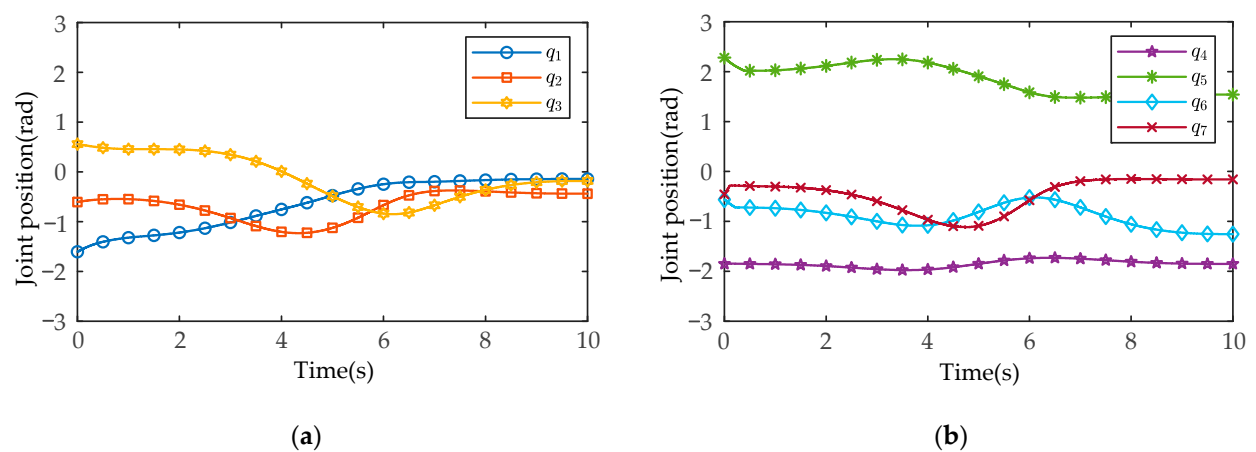 3
2
1
0
−1
−2
−3
Joint position(rad)
0 2 4 6 8 10
Time(s)
q1
q2
q3
(a)
3
2
1
0
−1
−2
−3
Joint position(rad)
0 2 4 6 8 10
Time(s)
q4
q5
q6
q7
(b)